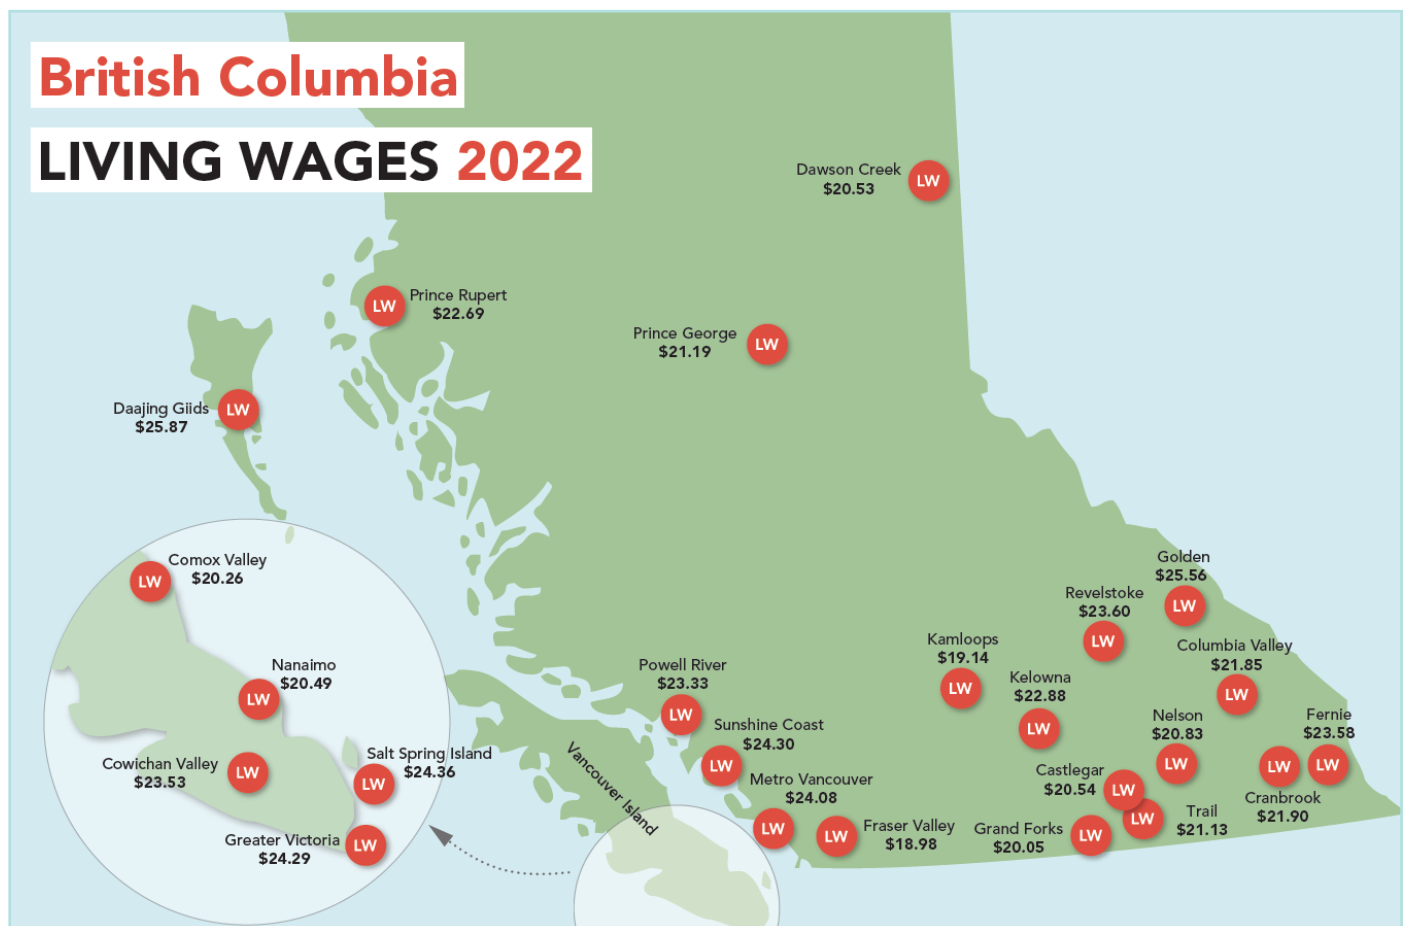 British Columbia
LIVING WAGES 2022
Dawson Creek
$20.53
LW
Prince Rupert
$22.69
LW
Prince George
$21.19
LW
Daajing Giids
$25.87
LW
Comox Valley
$20.26
LW
Nanaimo
$20.49
LW
Cowichan Valley
$23.53
LW
Salt Spring Island
$24.36
LW
Greater Victoria
$24.29
LW
Vancouver Island
Powell River
$23.33
LW
Sunshine Coast
$24.30
LW
Metro Vancouver
$24.08
LW
Fraser Valley
$18.98
LW
Kamloops
$19.14
LW
Kelowna
$22.88
LW
Revelstoke
$23.60
LW
Golden
$25.56
LW
Columbia Valley
$21.85
LW
Nelson
$20.83
LW
Fernie
$23.58
LW
Castlegar
$20.54
LW
Cranbrook
$21.90
LW
Trail
$21.13
LW
Grand Forks
$20.05
LW